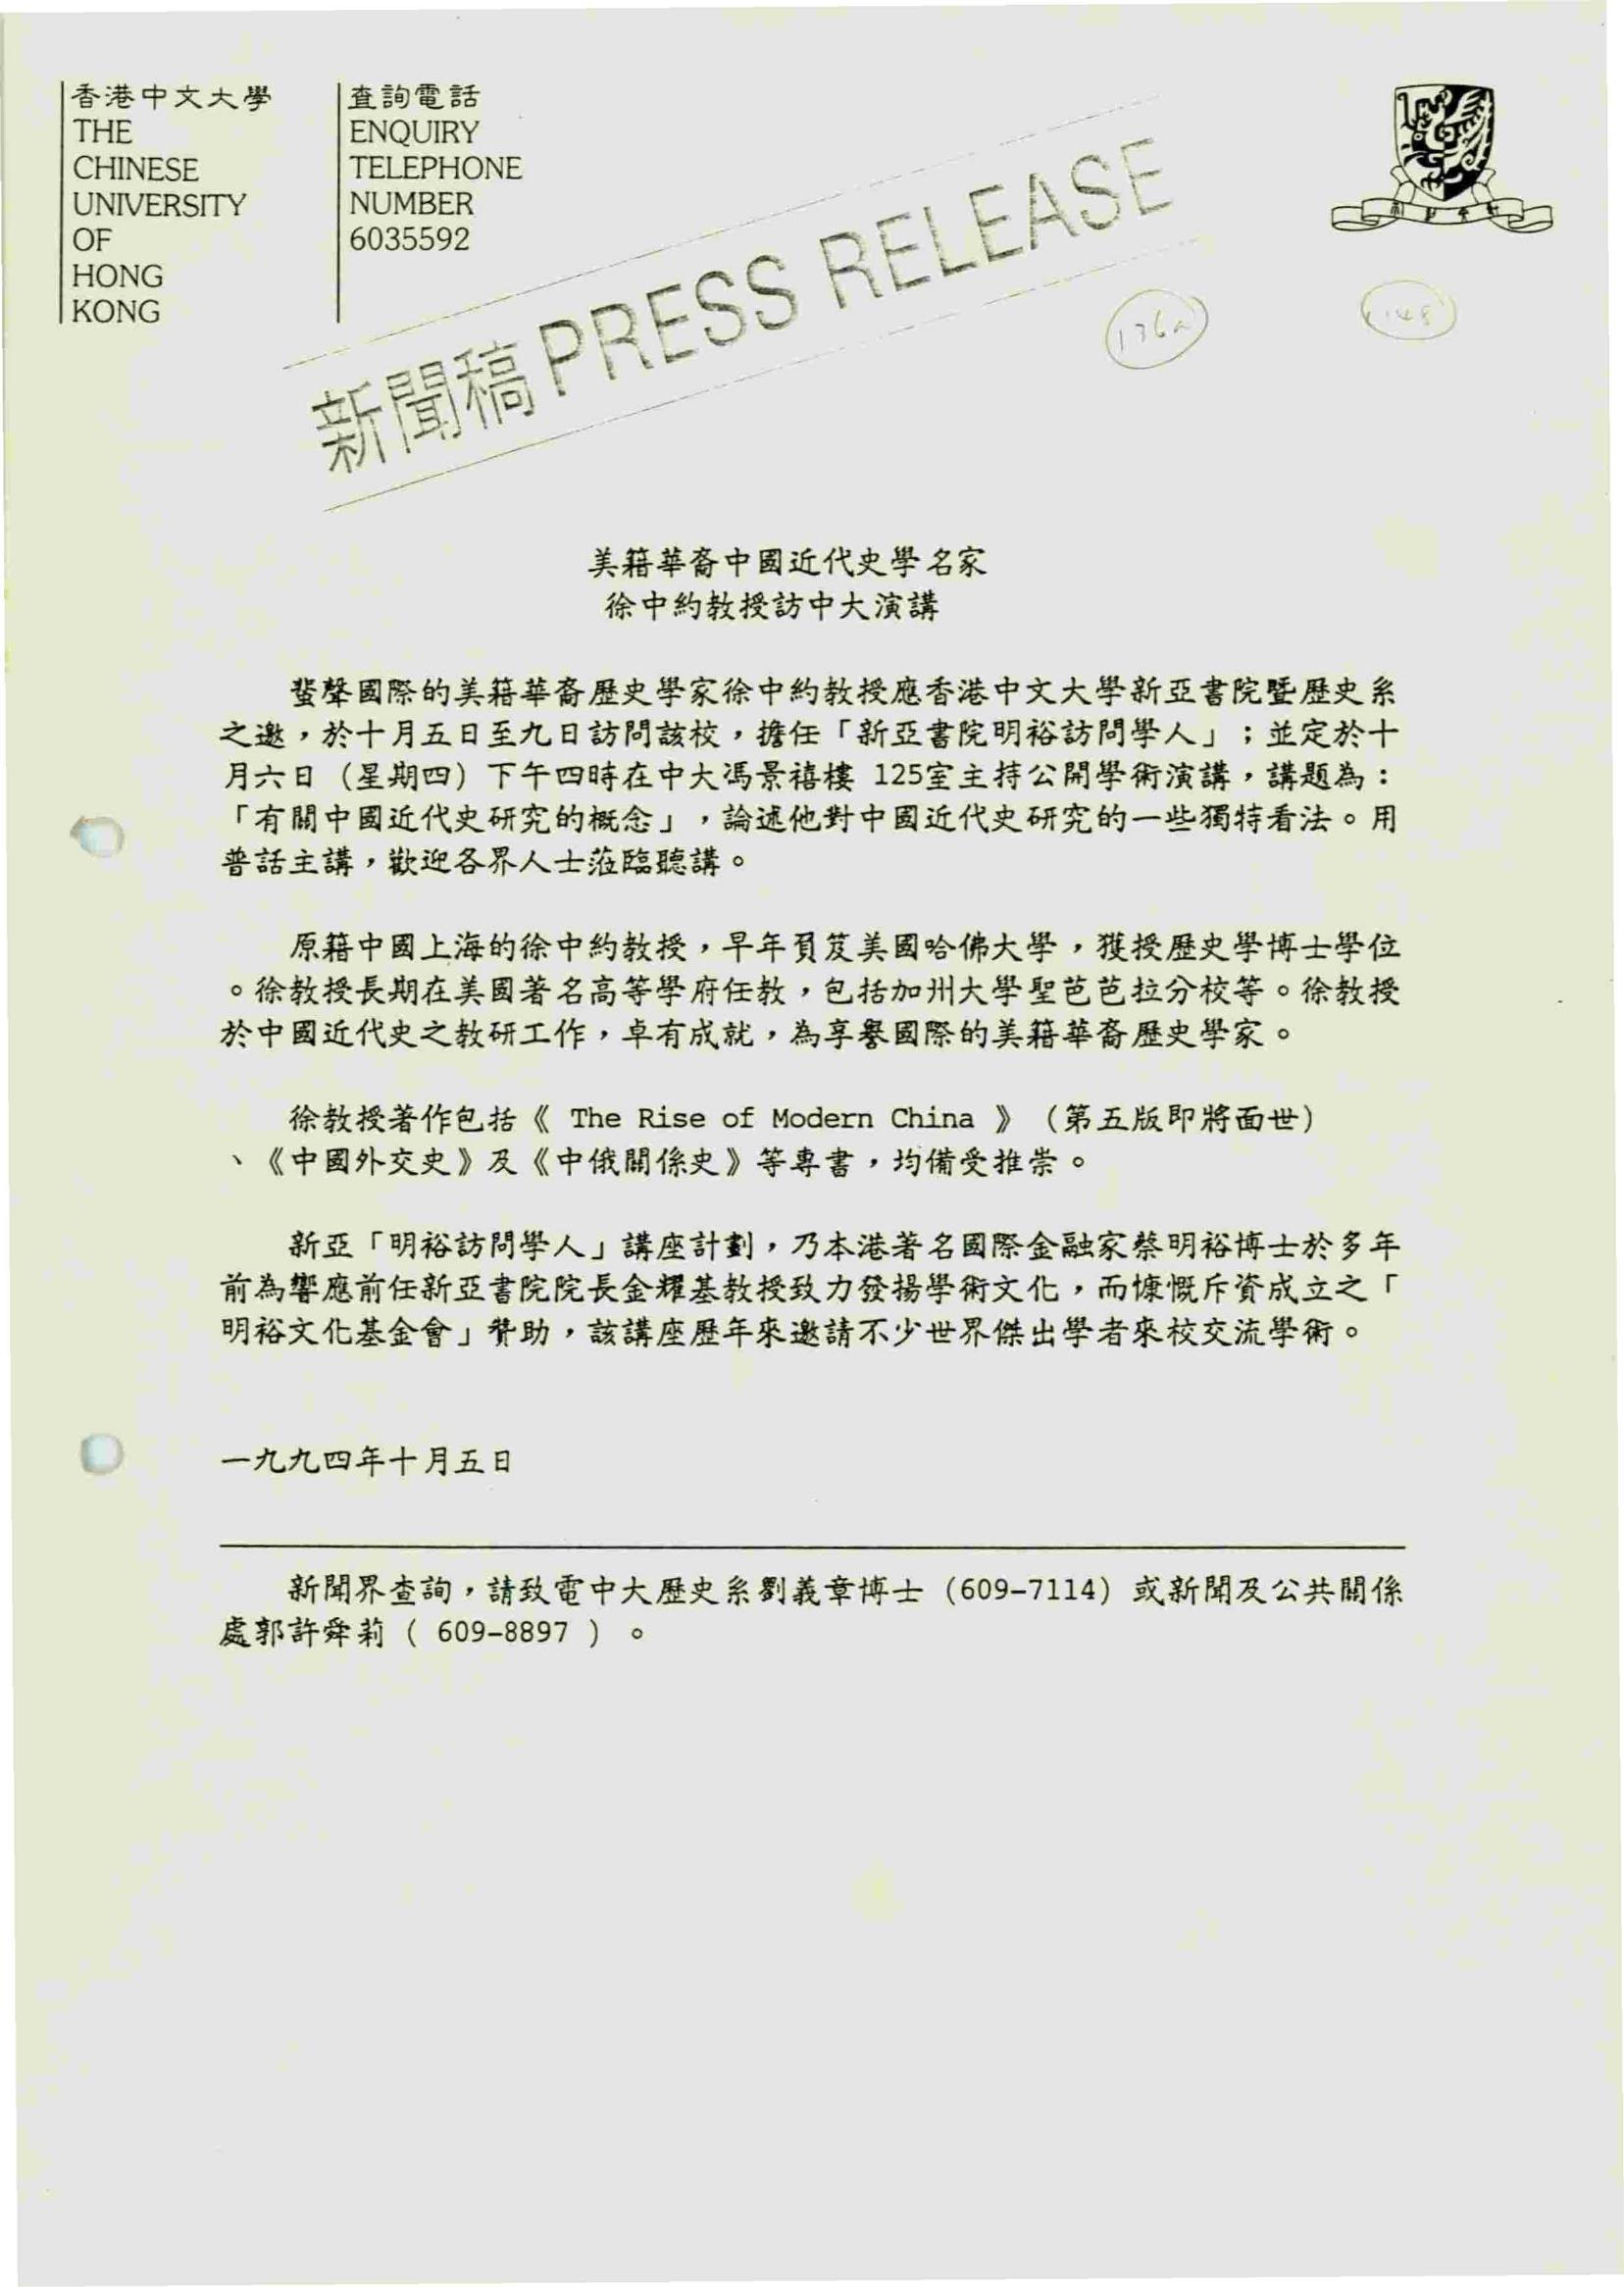 香港中文大學
THE
CHINESE
UNIVERSITY
OF
HONG
KONG
查詢電話
ENQUIRY
TELEPHONE
NUMBER
6035592
新聞稿 PRESS RELEASE
136a
148
美籍華裔中國近代史學名家
徐中約教授訪中大演講
蜚聲國際的美籍華裔歷史學家徐中約教授應香港中文大學新亞書院暨歷史系
之邀，於十月五日至九日訪問該校，擔任「新亞書院明裕訪問學人」；並定於十
月六日（星期四）下午四時在中大馮景禧樓 125室主持公開學術演講，講題為：
「有關中國近代史研究的概念」，論述他對中國近代史研究的一些獨特看法。用
普話主講，歡迎各界人士蒞臨聽講。
原籍中國上海的徐中約教授，早年負笈美國哈佛大學，獲授歷史學博士學位
。徐教授長期在美國著名高等學府任教，包括加州大學聖芭芭拉分校等。徐教授
於中國近代史之教研工作，卓有成就，為享譽國際的美籍華裔歷史學家。
徐教授著作包括《 The Rise of Modern China 》（第五版即將面世）
、《中國外交史》及《中俄關係史》等專書，均備受推崇。
新亞「明裕訪問學人」講座計劃，乃本港著名國際金融家蔡明裕博士於多年
前為響應前任新亞書院院長金耀基教授致力發揚學術文化，而慷慨斥資成立之「
明裕文化基金會」贊助，該講座歷年來邀請不少世界傑出學者來校交流學術。
一九九四年十月五日
新聞界查詢，請致電中大歷史系劉義章博士（609-7114）或新聞及公共關係
處郭許舜莉（ 609-8897 ）。